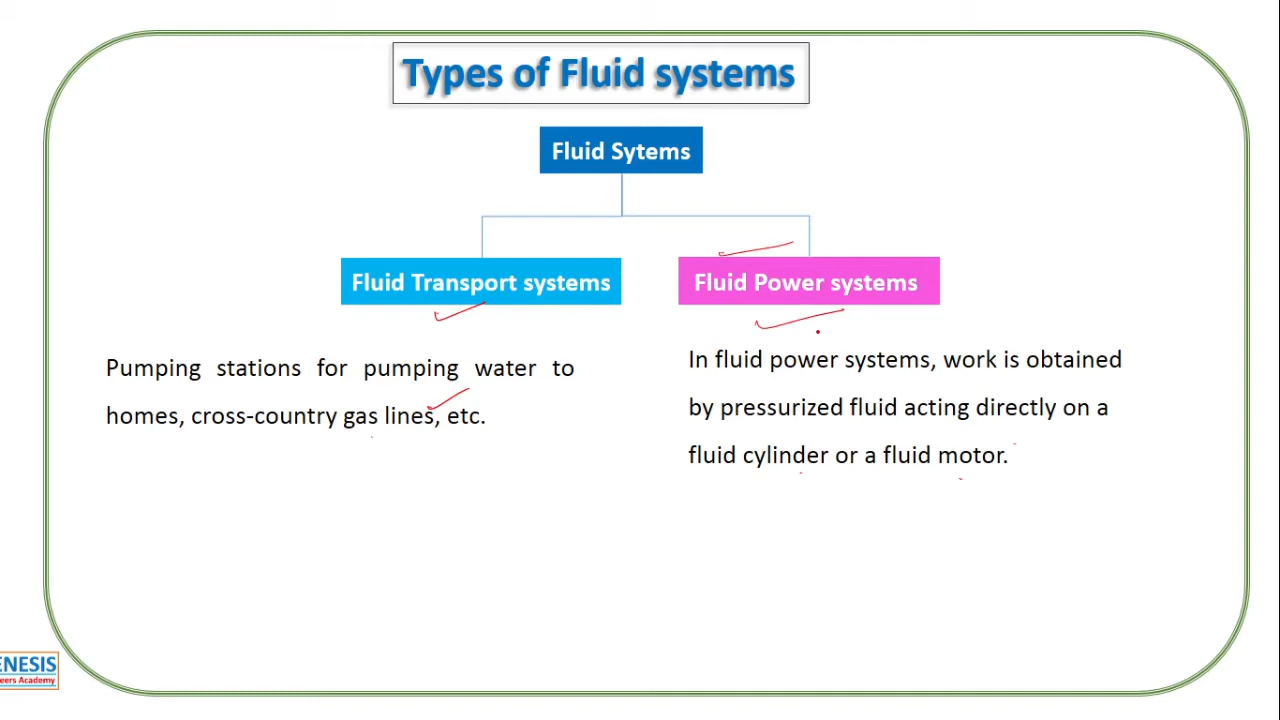 Types of Fluid systems
Fluid Sytems
Fluid Transport systems
Fluid Power systems
Pumping stations for pumping water to
homes, cross-country gas lines, etc.
In fluid power systems, work is obtained
by pressurized fluid acting directly on a
fluid cylinder or a fluid motor.
ENESIS
eers Academy